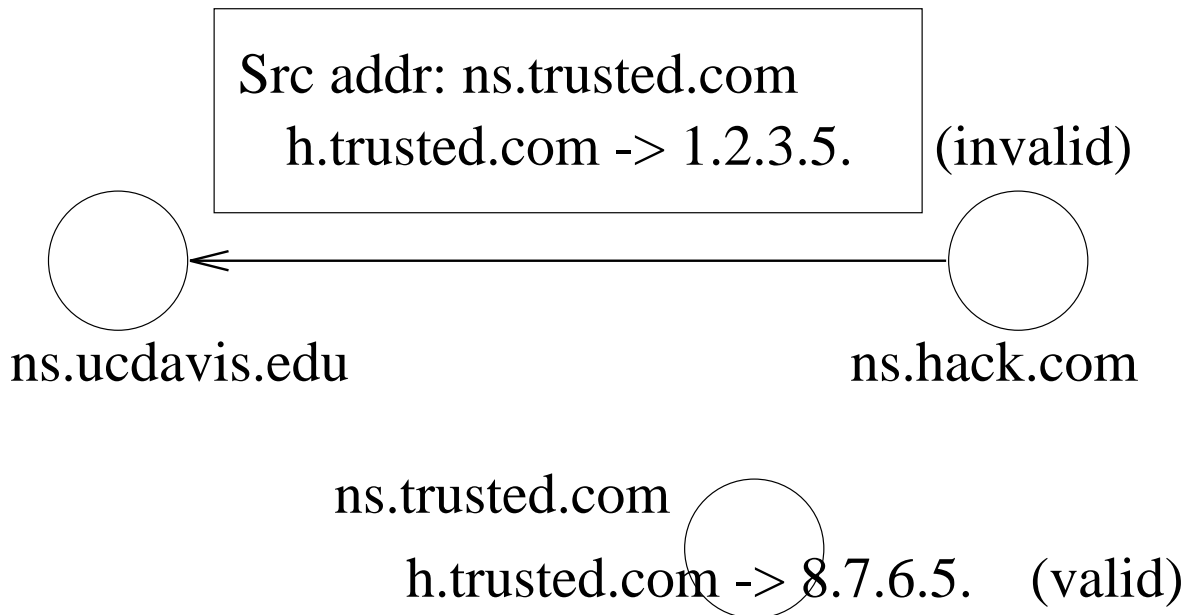 Src addr: ns.trusted.com
h.trusted.com -> 1.2.3.5. (invalid)
ns.ucdavis.edu
ns.hack.com
ns.trusted.com
h.trusted.com -> 8.7.6.5. (valid)